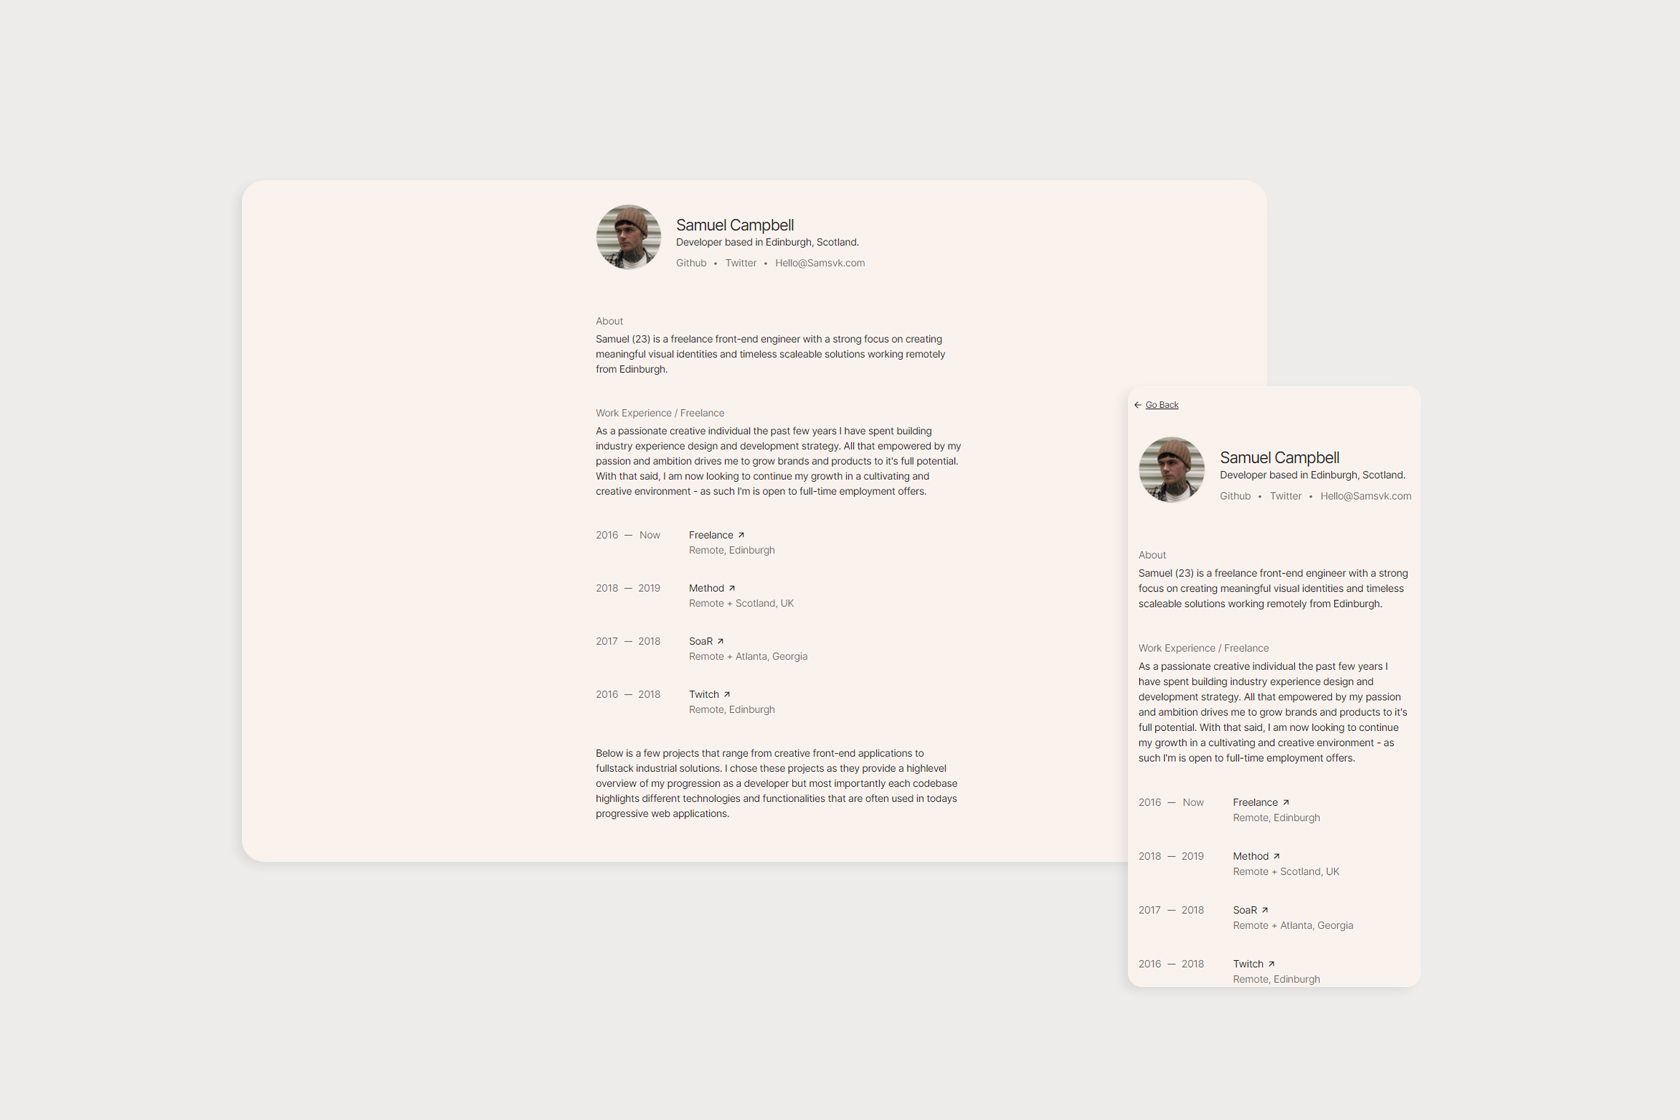 Samuel Campbell
Developer based in Edinburgh, Scotland.
Github • Twitter • Hello@Samsvk.com
About
Samuel (23) is a freelance front-end engineer with a strong focus on creating
meaningful visual identities and timeless scaleable solutions working remotely
from Edinburgh.
Work Experience / Freelance
As a passionate creative individual the past few years I have spent building
industry experience design and development strategy. All that empowered by my
passion and ambition drives me to grow brands and products to it's full potential.
With that said, I am now looking to continue my growth in a cultivating and
creative environment - as such I'm is open to full-time employment offers.
2016 — Now Freelance ↗
Remote, Edinburgh
2018 — 2019 Method ↗
Remote + Scotland, UK
2017 — 2018 SoaR ↗
Remote + Atlanta, Georgia
2016 — 2018 Twitch ↗
Remote, Edinburgh
Below is a few projects that range from creative front-end applications to
fullstack industrial solutions. I chose these projects as they provide a highlevel
overview of my progression as a developer but most importantly each codebase
highlights different technologies and functionalities that are often used in todays
progressive web applications.
← Go Back
Samuel Campbell
Developer based in Edinburgh, Scotland.
Github • Twitter • Hello@Samsvk.com
About
Samuel (23) is a freelance front-end engineer with a strong
focus on creating meaningful visual identities and timeless
scaleable solutions working remotely from Edinburgh.
Work Experience / Freelance
As a passionate creative individual the past few years I
have spent building industry experience design and
development strategy. All that empowered by my passion
and ambition drives me to grow brands and products to it's
full potential. With that said, I am now looking to continue
my growth in a cultivating and creative environment - as
such I'm is open to full-time employment offers.
2016 — Now Freelance ↗
Remote, Edinburgh
2018 — 2019 Method ↗
Remote + Scotland, UK
2017 — 2018 SoaR ↗
Remote + Atlanta, Georgia
2016 — 2018 Twitch ↗
Remote, Edinburgh